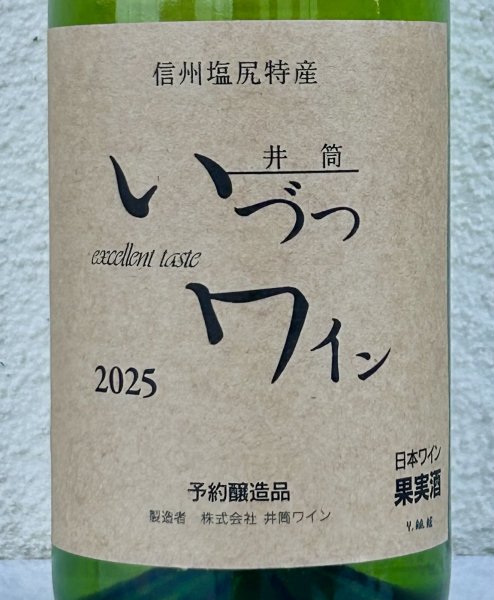 信州塩尻特産
井筒
いづつ
excellent taste
ワイン
2025
日本ワイン
果実酒
予約醸造品
製造者 株式会社 井筒ワイン